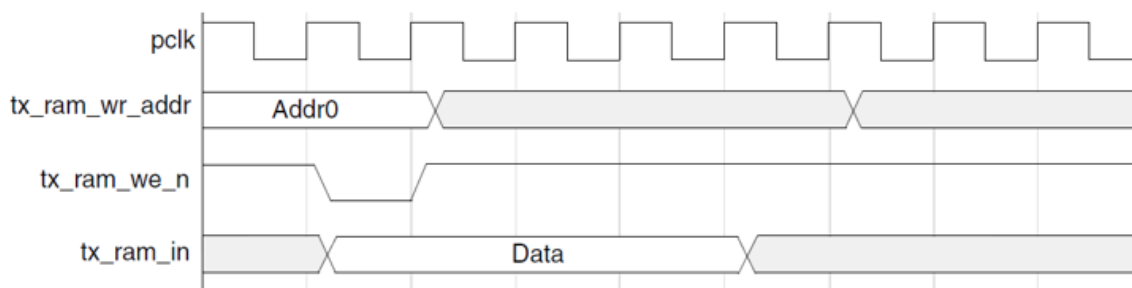 pclk
tx_ram_wr_addr Addr0
tx_ram_we_n
tx_ram_in Data